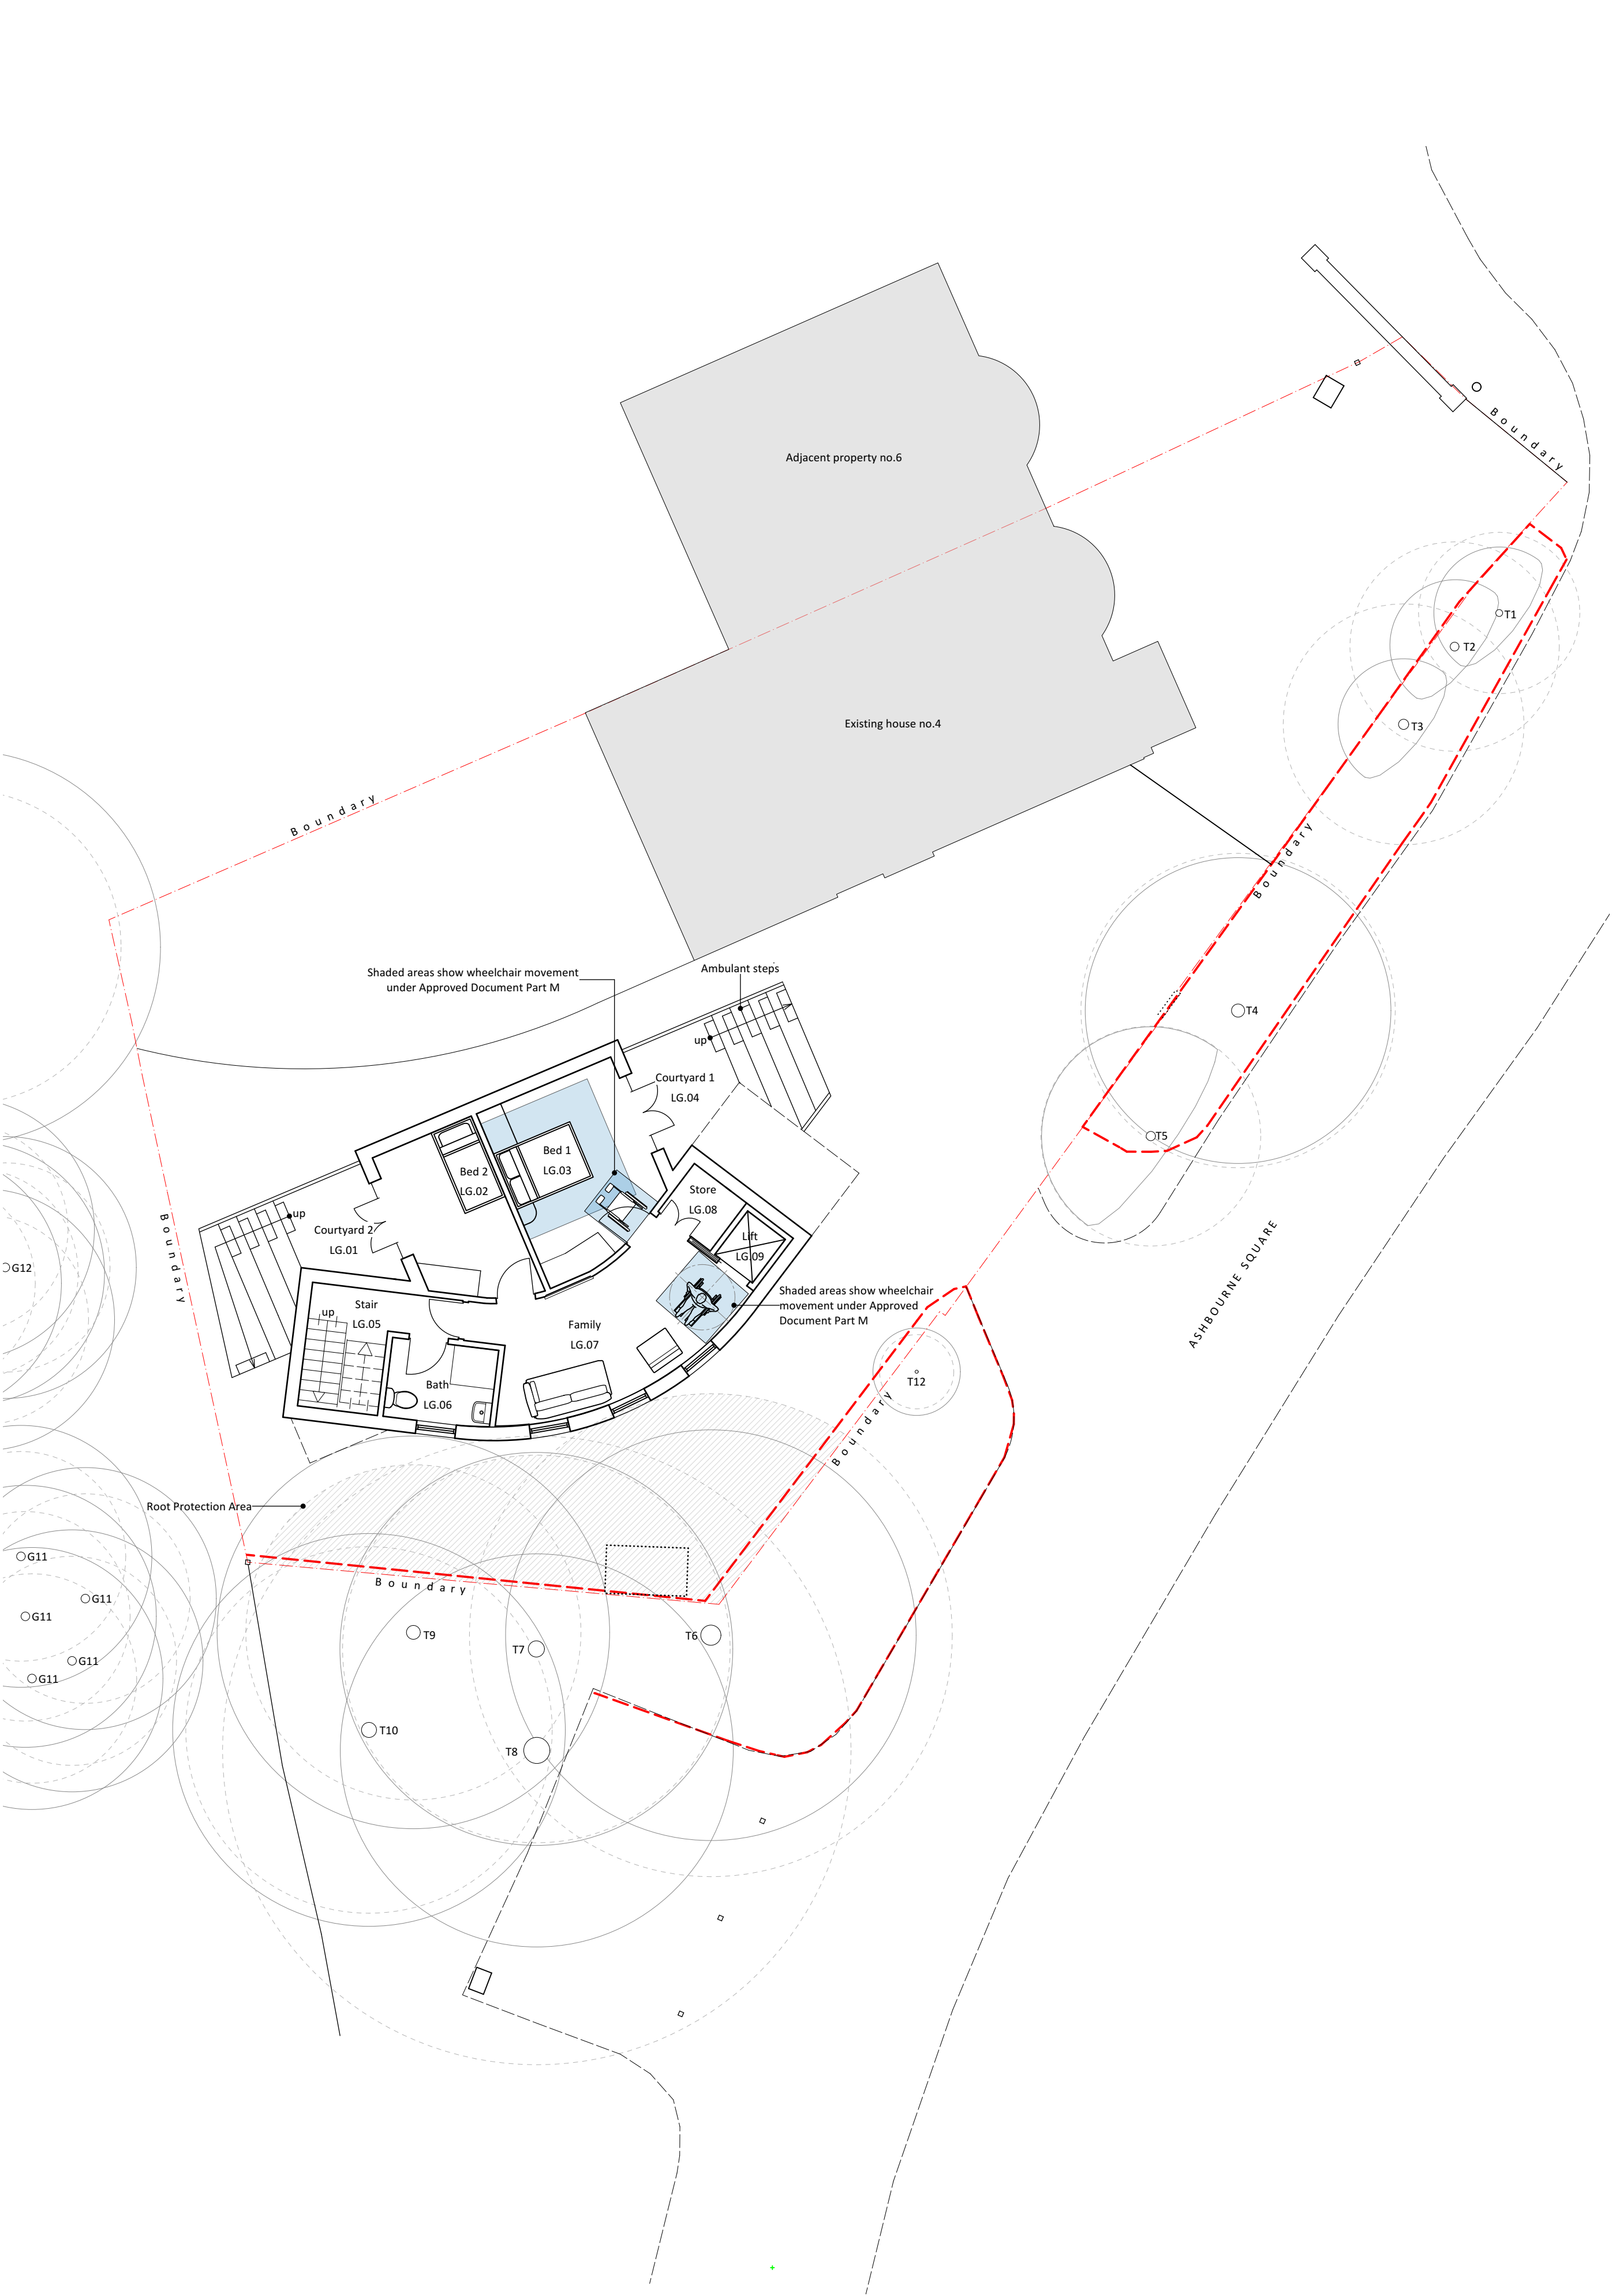 Boundary
Adjacent property no.6
T1
T2
T3
Existing house no.4
Boundary
Boundary
Shaded areas show wheelchair movement
under Approved Document Part M
Ambulant steps
T4
up
Courtyard 1
LG.04
T5
Bed 1
LG.03
Bed 2
LG.02
Store
LG.08
up
Courtyard 2
LG.01
Boundary
Lift
LG.09
G12
ASHBOURNE SQUARE
Shaded areas show wheelchair
movement under Approved
Document Part M
up
Stair
LG.05
Family
LG.07
Bath
LG.06
T12
Boundary
Root Protection Area
G11
Boundary
G11
G11
T9
T7
T6
G11
G11
T10
T8